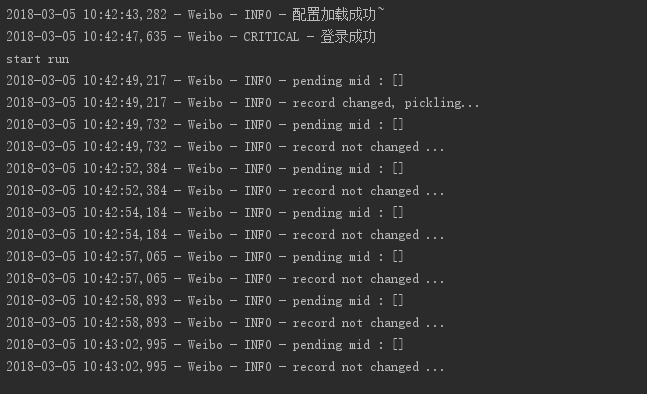 2018-03-05 10:42:43,282 - Weibo - INFO - 配置加载成功~
2018-03-05 10:42:47,635 - Weibo - CRITICAL - 登录成功
start run
2018-03-05 10:42:49,217 - Weibo - INFO - pending mid : []
2018-03-05 10:42:49,217 - Weibo - INFO - record changed, pickling...
2018-03-05 10:42:49,732 - Weibo - INFO - pending mid : []
2018-03-05 10:42:49,732 - Weibo - INFO - record not changed ...
2018-03-05 10:42:52,384 - Weibo - INFO - pending mid : []
2018-03-05 10:42:52,384 - Weibo - INFO - record not changed ...
2018-03-05 10:42:54,184 - Weibo - INFO - pending mid : []
2018-03-05 10:42:54,184 - Weibo - INFO - record not changed ...
2018-03-05 10:42:57,065 - Weibo - INFO - pending mid : []
2018-03-05 10:42:57,065 - Weibo - INFO - record not changed ...
2018-03-05 10:42:58,893 - Weibo - INFO - pending mid : []
2018-03-05 10:42:58,893 - Weibo - INFO - record not changed ...
2018-03-05 10:43:02,995 - Weibo - INFO - pending mid : []
2018-03-05 10:43:02,995 - Weibo - INFO - record not changed ...